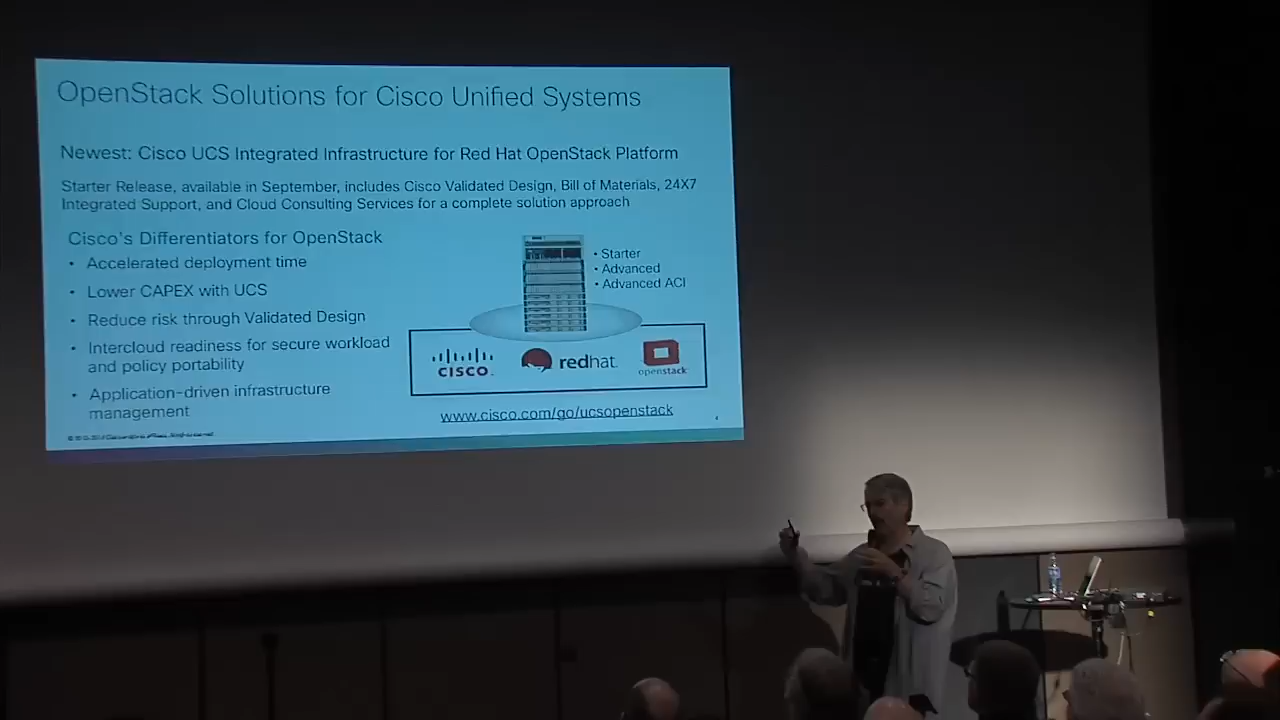 OpenStack Solutions for Cisco Unified Systems
Newest: Cisco UCS Integrated Infrastructure for Red Hat OpenStack Platform
Starter Release, available in September, includes Cisco Validated Design, Bill of Materials, 24X7
Integrated Support, and Cloud Consulting Services for a complete solution approach
Cisco's Differentiators for OpenStack
• Accelerated deployment time
• Lower CAPEX with UCS
• Reduce risk through Validated Design
• Intercloud readiness for secure workload
and policy portability
• Application-driven infrastructure
management
• Starter
• Advanced
• Advanced ACI
CISCO
redhat.
openstack
www.cisco.com/go/ucsopenstack